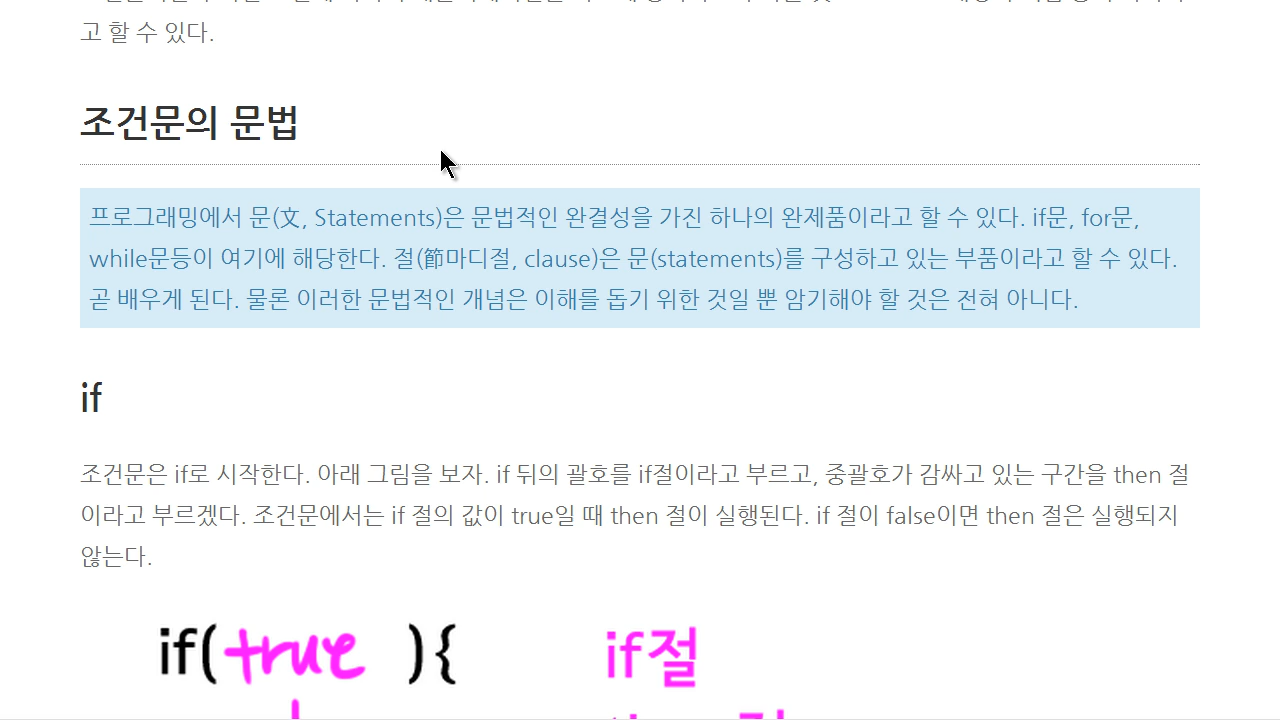 고 할 수 있다.
조건문의 문법
프로그래밍에서 문(文, Statements)은 문법적인 완결성을 가진 하나의 완제품이라고 할 수 있다. if문, for문,
while문등이 여기에 해당한다. 절(節마디절, clause)은 문(statements)를 구성하고 있는 부품이라고 할 수 있다.
곧 배우게 된다. 물론 이러한 문법적인 개념은 이해를 돕기 위한 것일 뿐 암기해야 할 것은 전혀 아니다.
if
조건문은 if로 시작한다. 아래 그림을 보자. if 뒤의 괄호를 if절이라고 부르고, 중괄호가 감싸고 있는 구간을 then 절
이라고 부르겠다. 조건문에서는 if 절의 값이 true일 때 then 절이 실행된다. if 절이 false이면 then 절은 실행되지
않는다.
if( true ){ if절